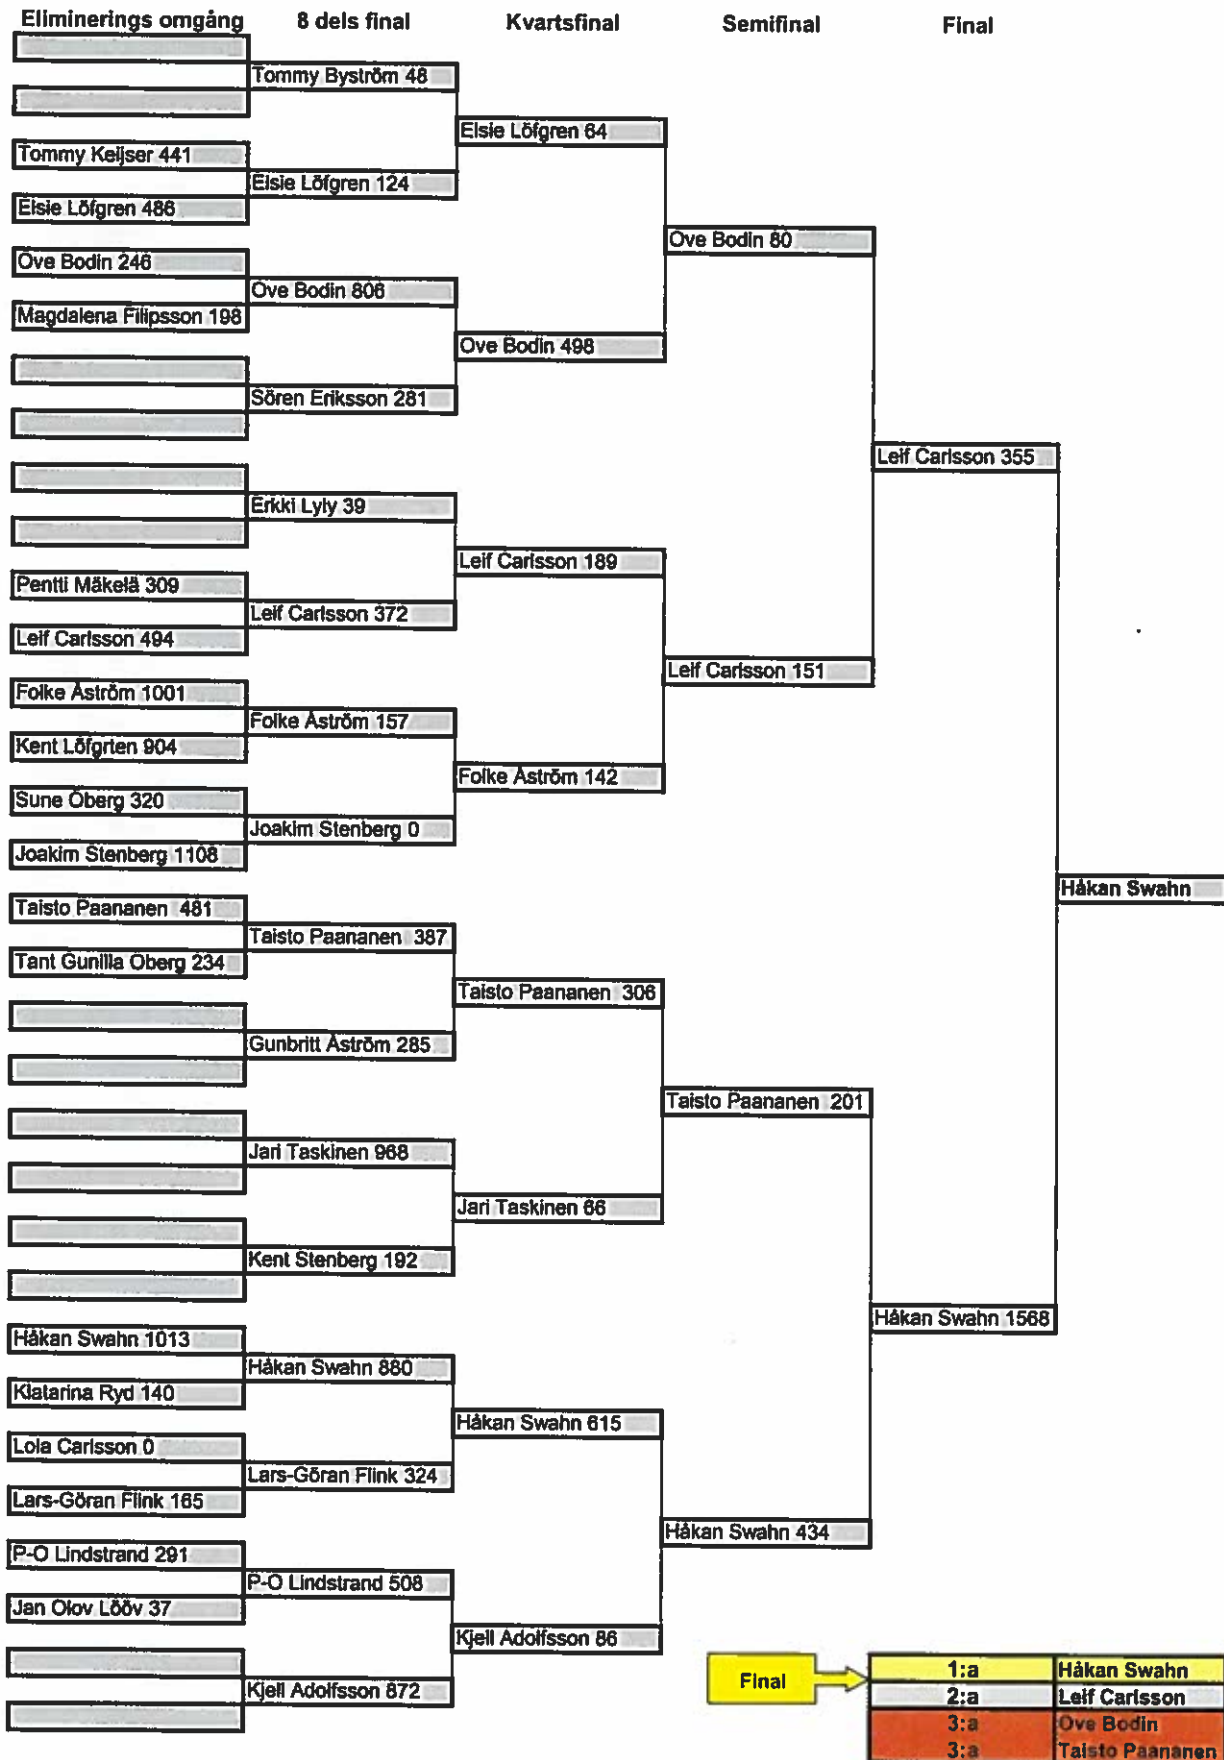 Eliminerings omgång
8 dels final
Kvartsfinal
Semifinal
Final
Tommy Keijser 441
Elsie Löfgren 486
Ove Bodin 246
Magdalena Filipsson 198
Pentti Mäkelä 309
Leif Carlsson 494
Folke Åström 1001
Kent Löfgrten 904
Sune Öberg 320
Joakim Stenberg 1108
Taisto Paananen 481
Tant Gunilla Öberg 234
Håkan Swahn 1013
Klatarina Ryd 140
Lola Carlsson 0
Lars-Göran Flink 165
P-O Lindstrand 291
Jan Olov Lööv 37
Tommy Byström 48
Elsie Löfgren 124
Ove Bodin 806
Sören Eriksson 281
Erkki Lyly 39
Leif Carlsson 372
Folke Åström 157
Joakim Stenberg 0
Taisto Paananen 387
Gunbritt Åström 285
Jari Taskinen 968
Kent Stenberg 192
Håkan Swahn 880
Lars-Göran Flink 324
P-O Lindstrand 508
Kjell Adolfsson 872
Elsie Löfgren 64
Ove Bodin 498
Leif Carlsson 189
Folke Åström 142
Taisto Paananen 306
Jari Taskinen 66
Håkan Swahn 615
Kjell Adolfsson 86
Ove Bodin 80
Leif Carlsson 151
Taisto Paananen 201
Håkan Swahn 434
Leif Carlsson 355
Håkan Swahn 1568
Håkan Swahn
Final
1:a Håkan Swahn
2:a Leif Carlsson
3:a Ove Bodin
3:a Taisto Paananen